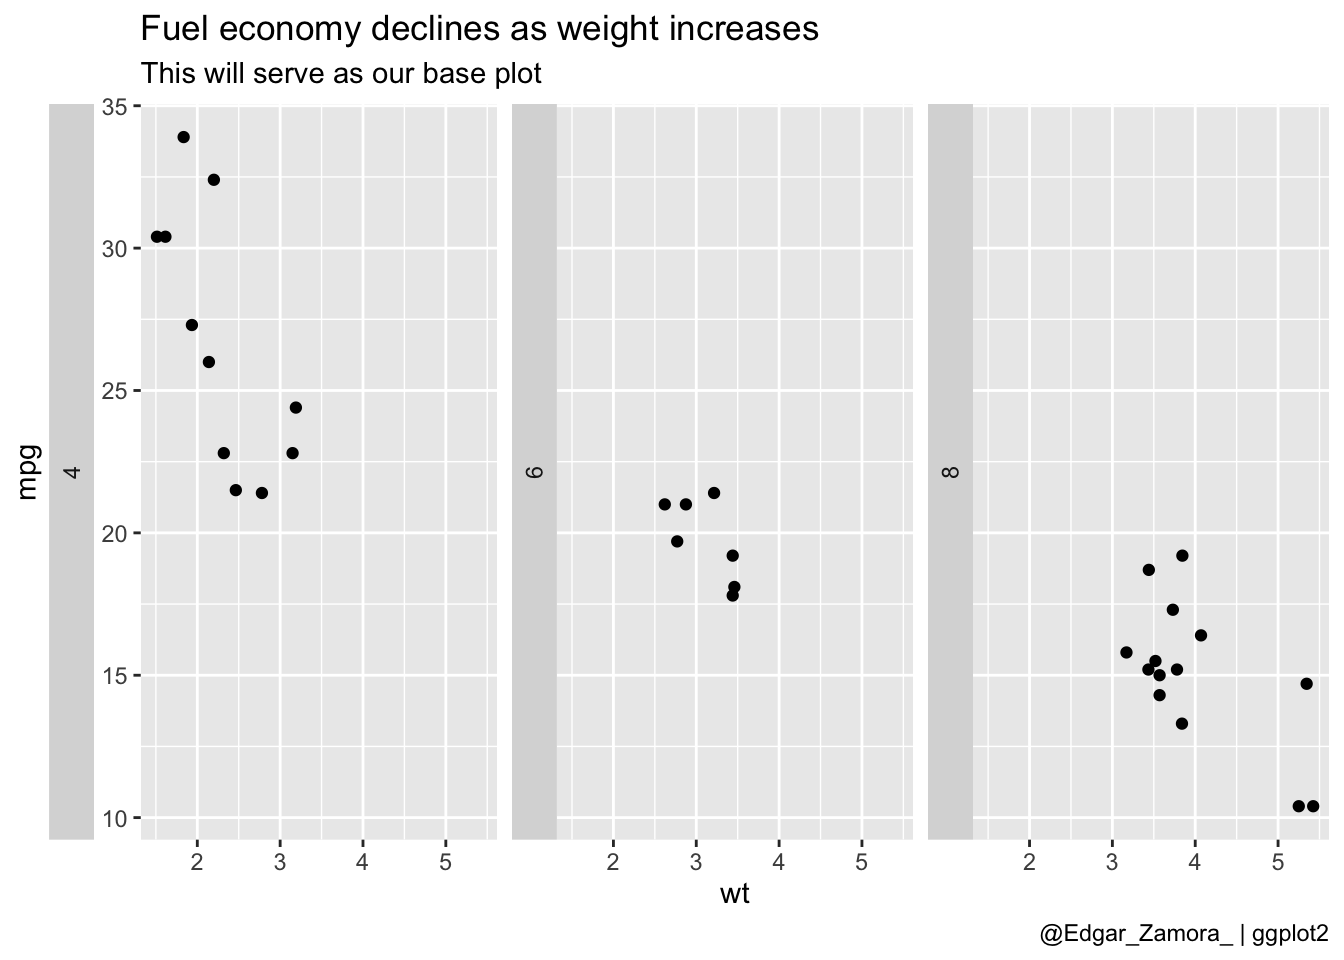 Fuel economy declines as weight increases
This will serve as our base plot
35
30
25
20
15
10
mpg
4
6
8
2 3 4 5
2 3 4 5
2 3 4 5
wt
@Edgar_Zamora_ | ggplot2